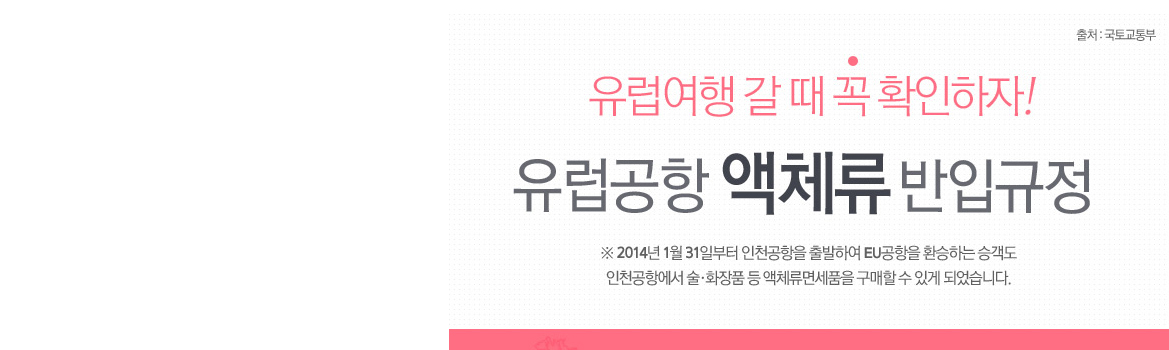 출처 : 국토교통부
유럽여행 갈 때 꼭 확인하자!
유럽공항 액체류 반입규정
※ 2014년 1월 31일부터 인천공항을 출발하여 EU공항을 환승하는 승객도
인천공항에서 술·화장품 등 액체류면세품을 구매할 수 있게 되었습니다.